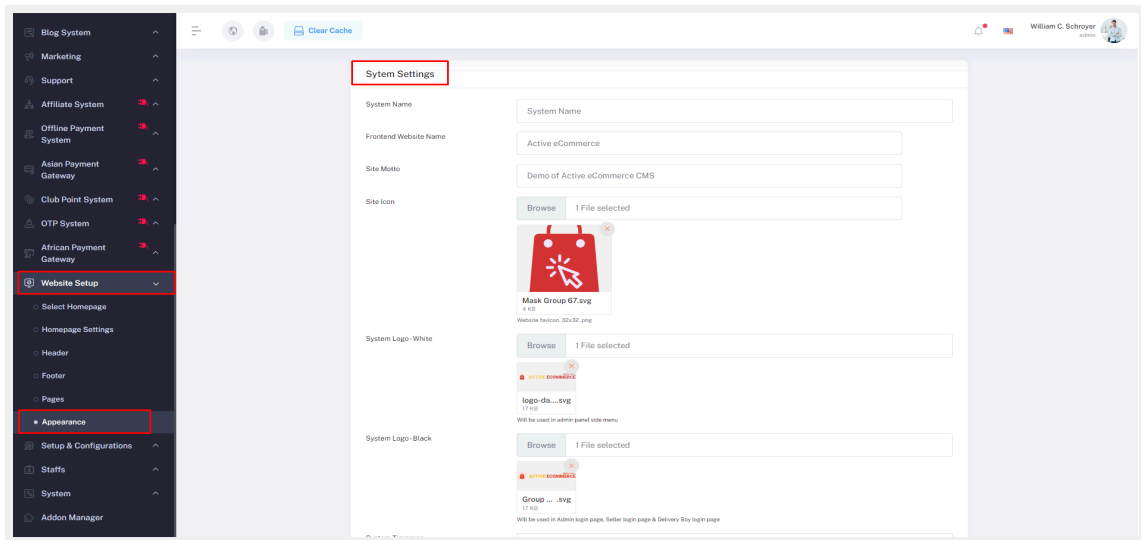 Blog System
Marketing
Support
Affiliate System
Offline Payment
System
Asian Payment
Gateway
Club Point System
OTP System
African Payment
Gateway
Website Setup
Select Homepage
Homepage Settings
Header
Footer
Pages
Appearance
Setup & Configurations
Staffs
System
Addon Manager
Clear Cache
William C. Schroyer
admin
Sytem Settings
System Name
System Name
Frontend Website Name
Active eCommerce
Site Motto
Demo of Active eCommerce CMS
Site Icon
Browse 1 File selected
Mask Group 67.svg
4 KB
Website favicon. 32x32 .png
System Logo - White
Browse 1 File selected
ACTIVE ECOMMERCE
logo-da....svg
17 KB
Will be used in admin panel side menu
System Logo - Black
Browse 1 File selected
ACTIVE ECOMMERCE
Group ... .svg
17 KB
Will be used in Admin login page, Seller login page & Delivery Boy login page